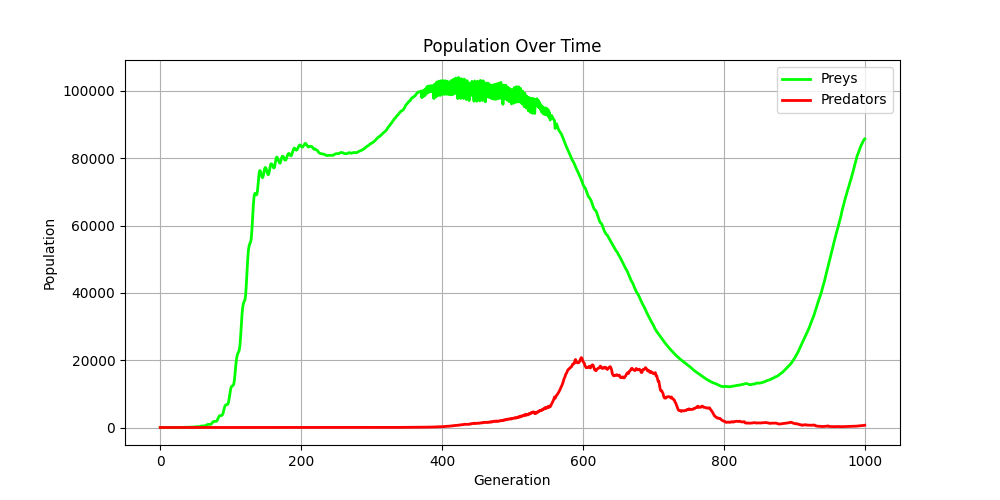 Population Over Time
Preys
Predators
100000
80000
60000
40000
20000
0
Population
0 200 400 600 800 1000
Generation